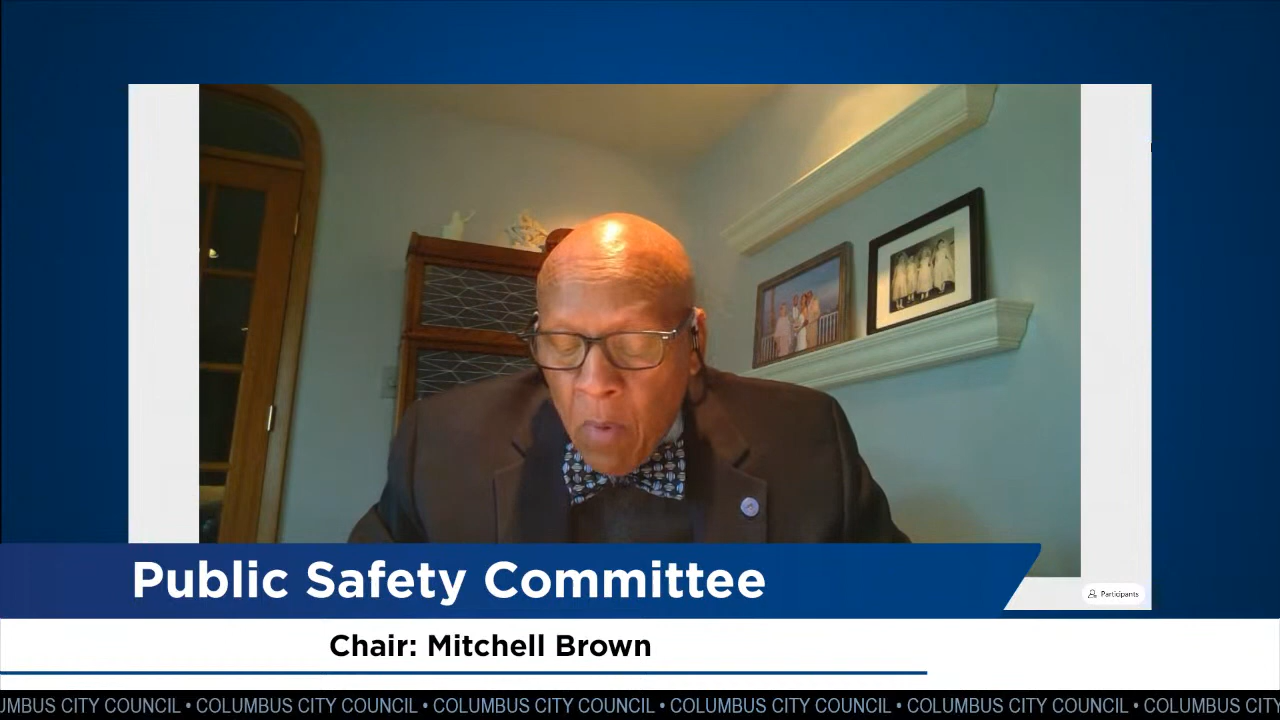 Participants
Public Safety Committee
Chair: Mitchell Brown
UMBUS CITY COUNCIL • COLUMBUS CITY COUNCIL • COLUMBUS CITY COUNCIL • COLUMBUS CITY COUNCIL • COLUMBUS CITY COUNCIL • COLUMBUS CITY